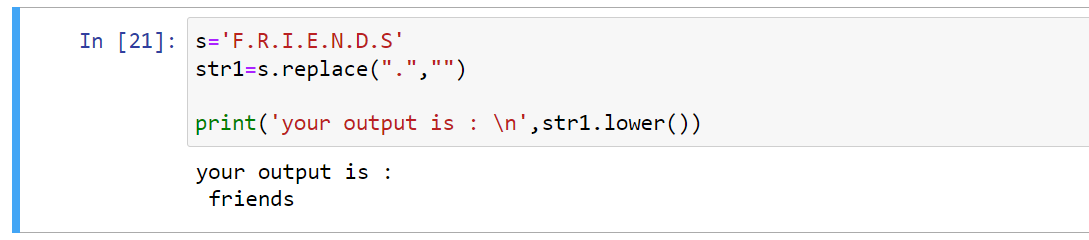 In [21]: s='F.R.I.E.N.D.S'
str1=s.replace(".","")
print('your output is : \n',str1.lower())
your output is :
 friends